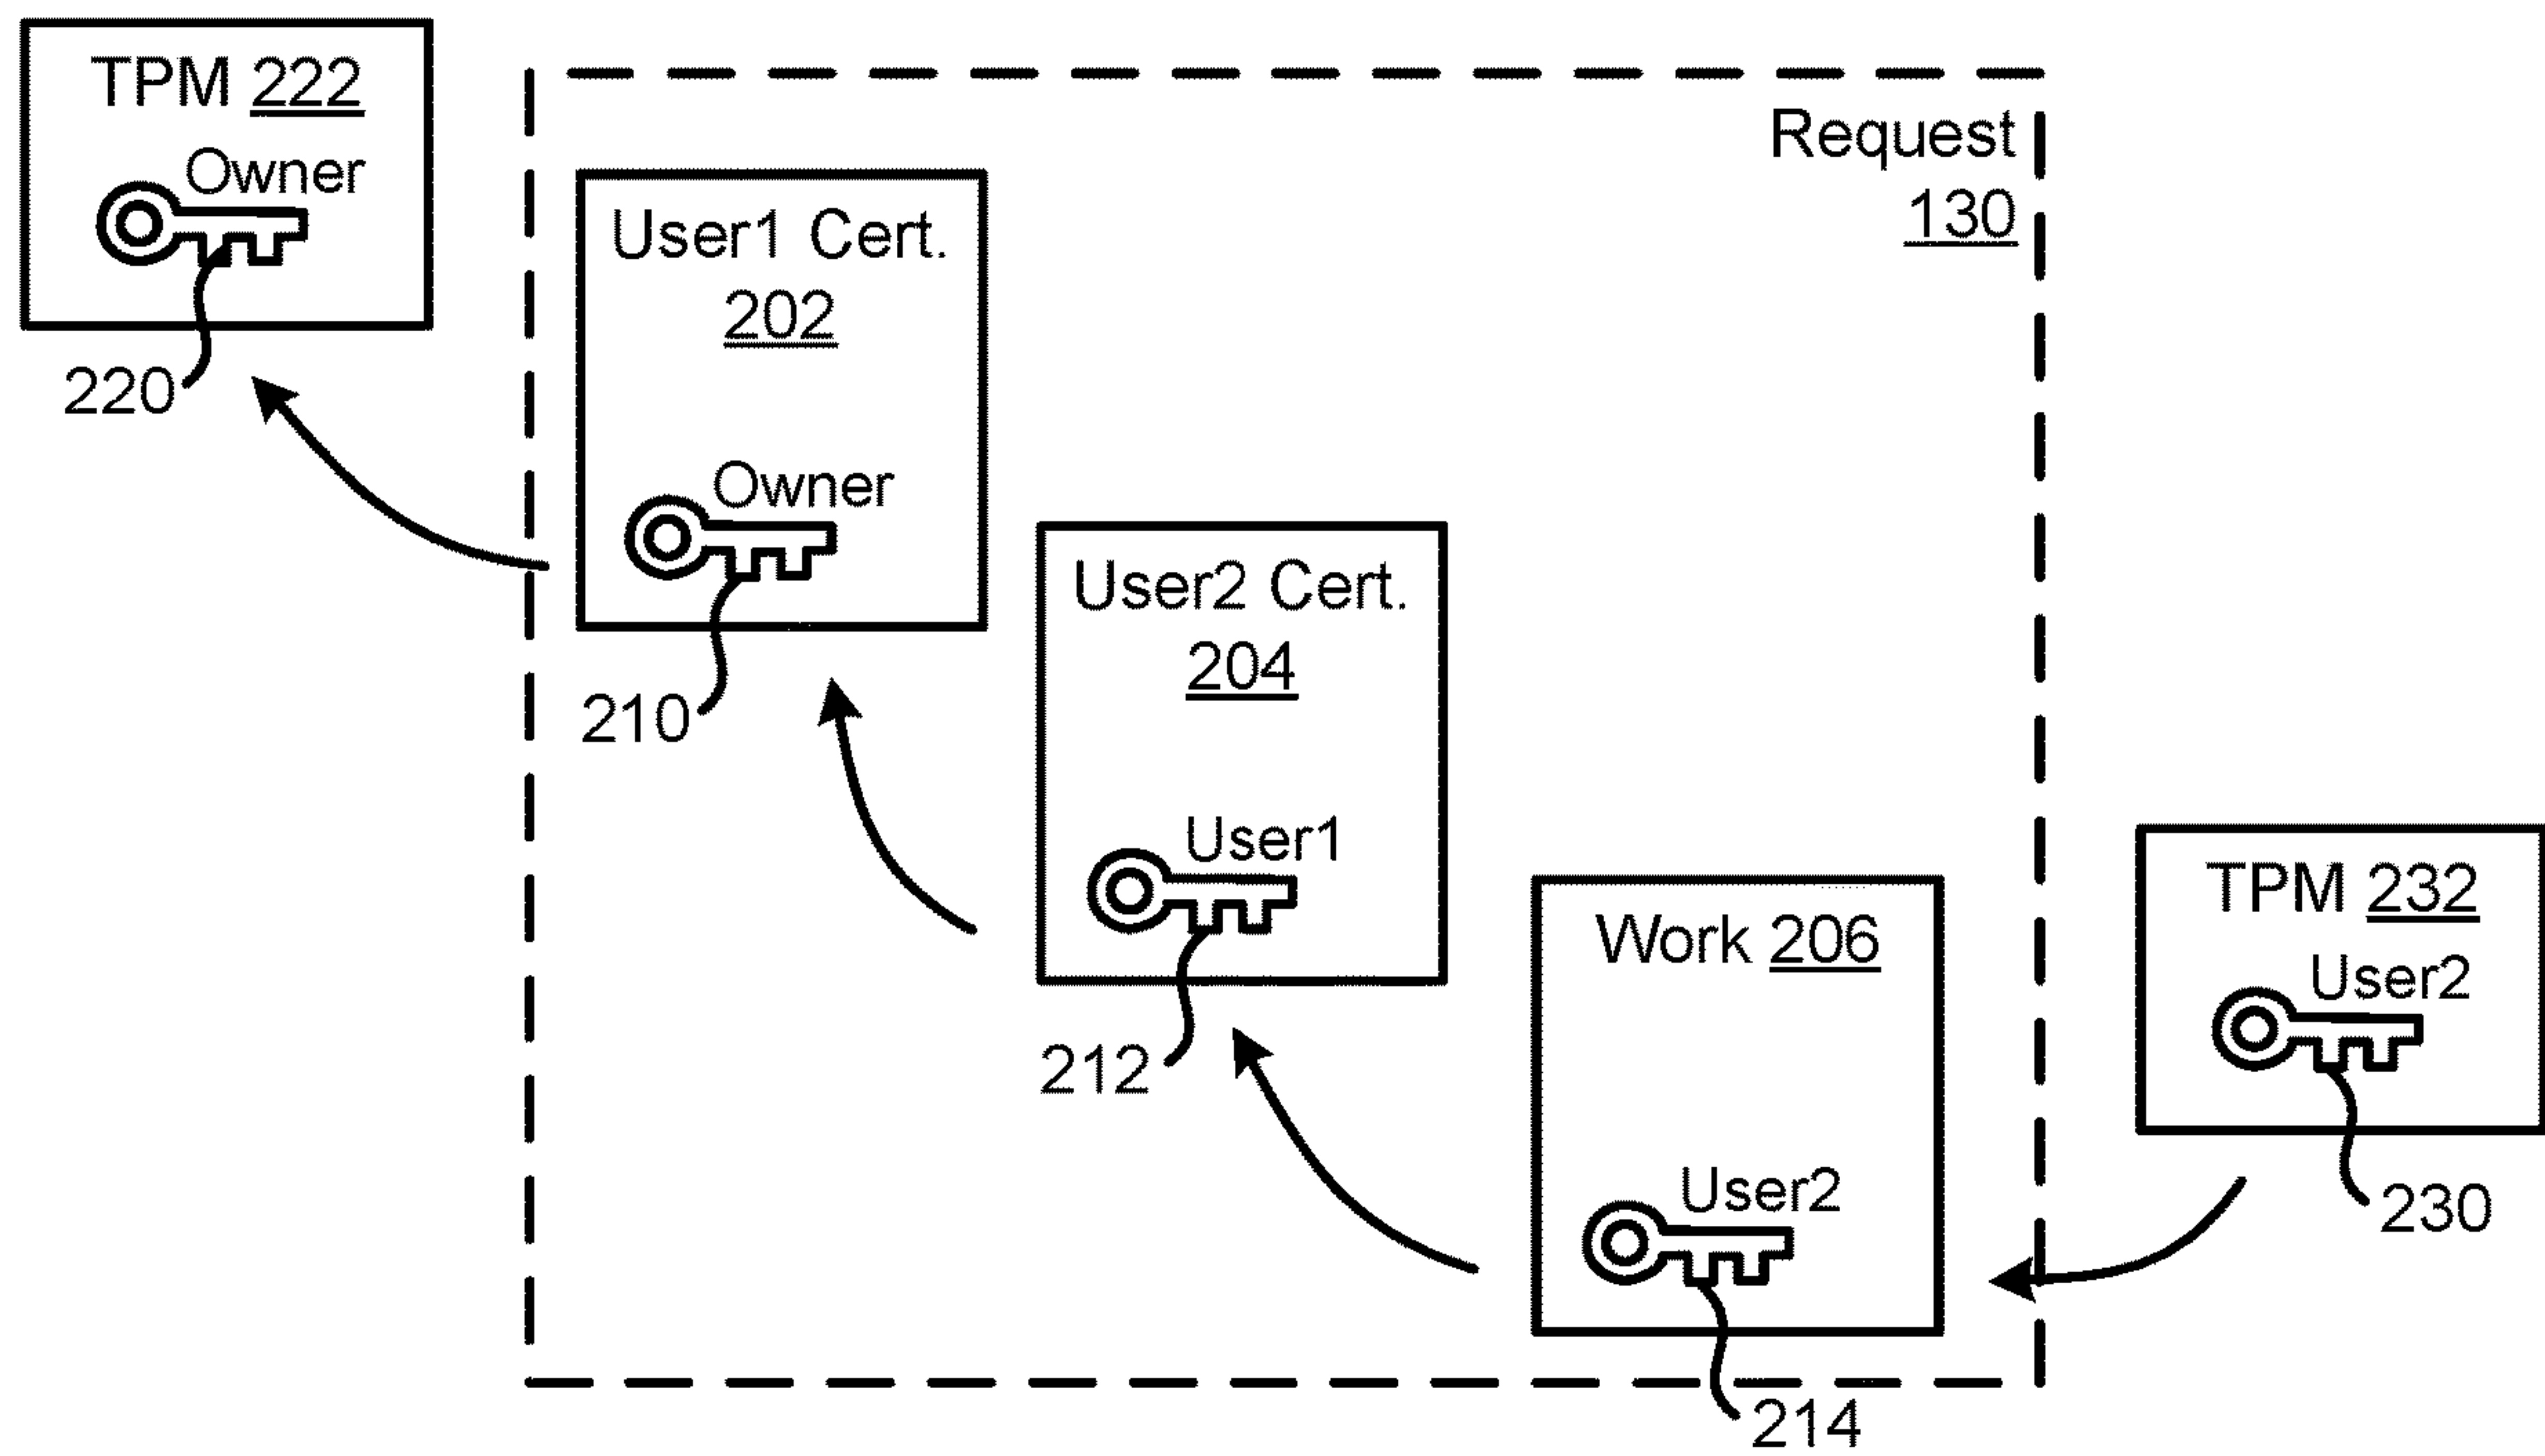 TPM 222
Owner
220
Request
130
User1 Cert.
202
Owner
210
User2 Cert.
204
User1
212
Work 206
User2
214
TPM 232
User2
230